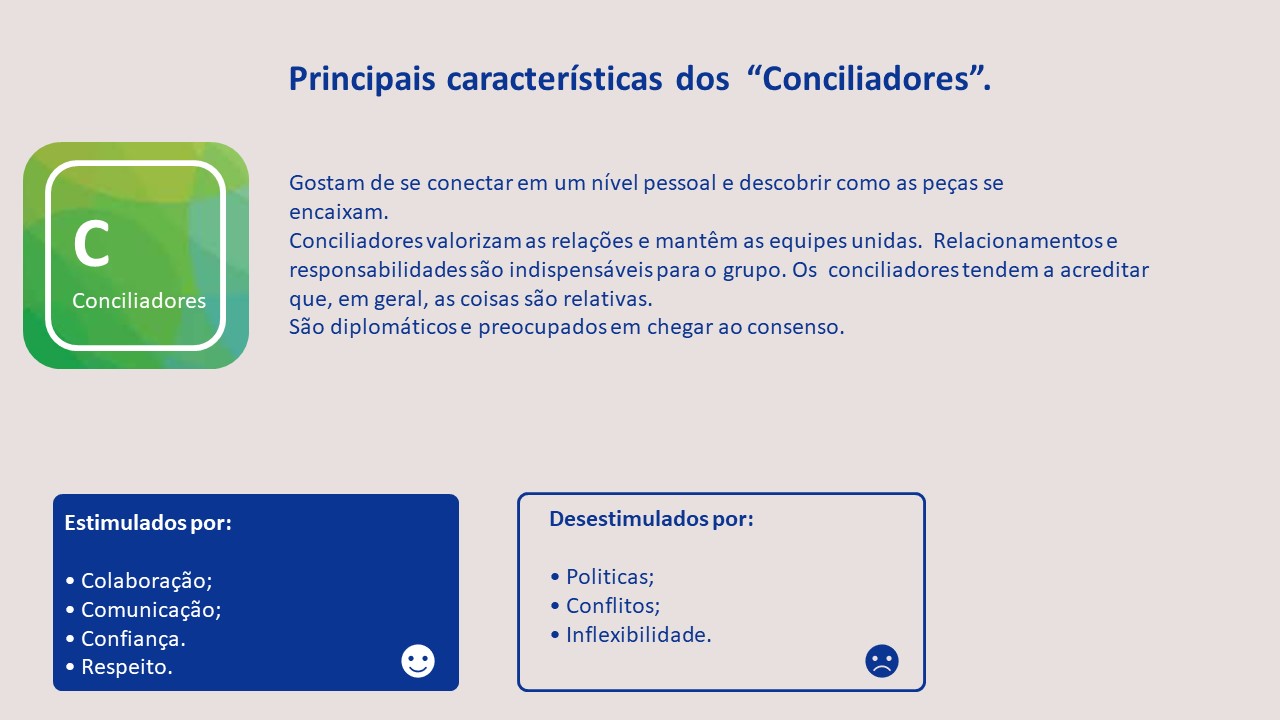 Principais características dos “Conciliadores”.
C
Conciliadores
Gostam de se conectar em um nível pessoal e descobrir como as peças se
encaixam.
Conciliadores valorizam as relações e mantêm as equipes unidas. Relacionamentos e
responsabilidades são indispensáveis para o grupo. Os conciliadores tendem a acreditar
que, em geral, as coisas são relativas.
São diplomáticos e preocupados em chegar ao consenso.
Estimulados por:
• Colaboração;
• Comunicação;
• Confiança.
• Respeito.
Desestimulados por:
• Politicas;
• Conflitos;
• Inflexibilidade.